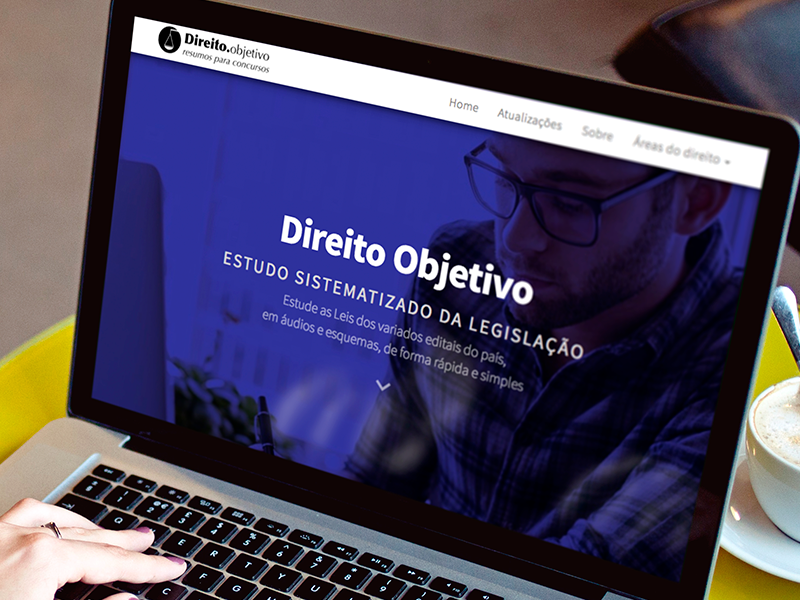 Direito.objetivo
resumos para concursos
Home Atualizações Sobre Áreas do direito
Direito Objetivo
ESTUDO SISTEMATIZADO DA LEGISLAÇÃO
Estude as Leis dos variados editais do país,
em áudios e esquemas, de forma rápida e simples